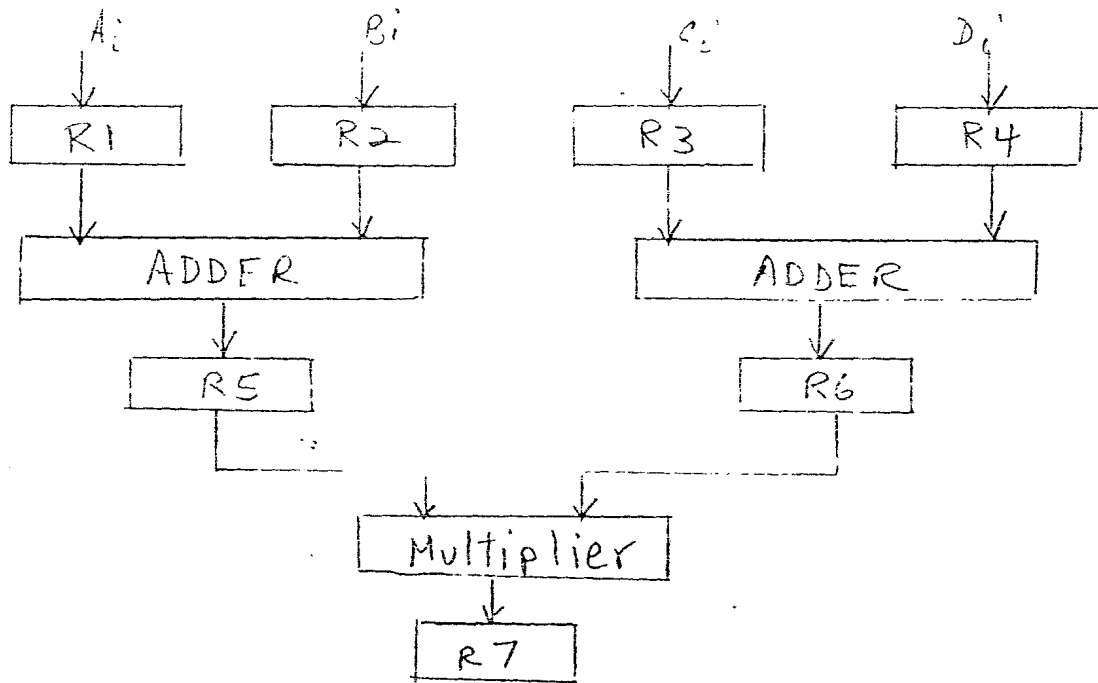 Ai Bi Ci Di
R1 R2 R3 R4
ADDER ADDER
R5 R6
Multiplier
R7